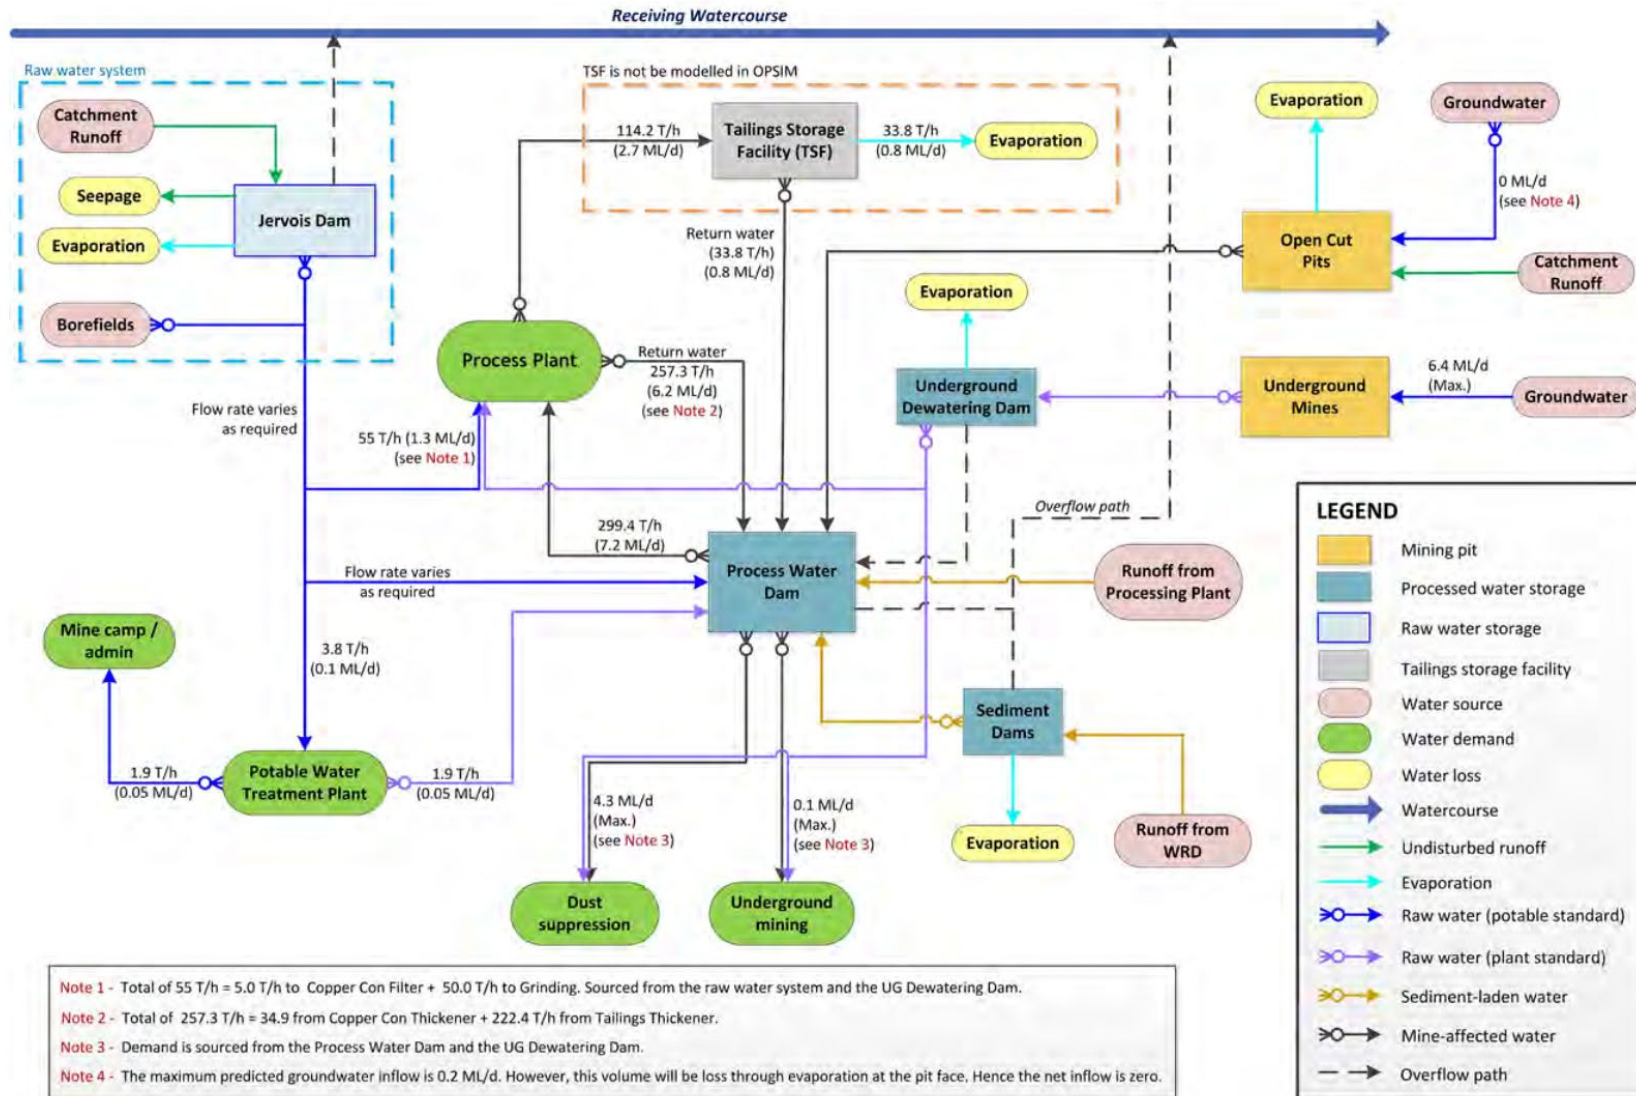 Receiving Watercourse
Raw water system
TSF is not be modelled in OPSIM
Catchment
Runoff
Seepage
Evaporation
Jervois Dam
Borefields
114.2 T/h
(2.7 ML/d)
Tailings Storage
Facility (TSF)
33.8 T/h
(0.8 ML/d)
Evaporation
Evaporation
Groundwater
0 ML/d
(see Note 4)
Open Cut
Pits
Catchment
Runoff
Return water
(33.8 T/h)
(0.8 ML/d)
Evaporation
Process Plant
Return water
257.3 T/h
(6.2 ML/d)
(see Note 2)
Underground
Dewatering Dam
Underground
Mines
6.4 ML/d
(Max.)
Groundwater
Flow rate varies
as required
55 T/h (1.3 ML/d)
(see Note 1)
299.4 T/h
(7.2 ML/d)
Overflow path
Process Water
Dam
Runoff from
Processing Plant
Flow rate varies
as required
Mine camp /
admin
3.8 T/h
(0.1 ML/d)
Sediment
Dams
1.9 T/h
(0.05 ML/d)
Potable Water
Treatment Plant
1.9 T/h
(0.05 ML/d)
4.3 ML/d
(Max.)
(see Note 3)
0.1 ML/d
(Max.)
(see Note 3)
Evaporation
Runoff from
WRD
Dust
suppression
Underground
mining
LEGEND
Mining pit
Processed water storage
Raw water storage
Tailings storage facility
Water source
Water demand
Water loss
Watercourse
Undisturbed runoff
Evaporation
Raw water (potable standard)
Raw water (plant standard)
Sediment-laden water
Mine-affected water
Overflow path
Note 1 - Total of 55 T/h = 5.0 T/h to Copper Con Filter + 50.0 T/h to Grinding. Sourced from the raw water system and the UG Dewatering Dam.
Note 2 - Total of 257.3 T/h = 34.9 from Copper Con Thickener + 222.4 T/h from Tailings Thickener.
Note 3 - Demand is sourced from the Process Water Dam and the UG Dewatering Dam.
Note 4 - The maximum predicted groundwater inflow is 0.2 ML/d. However, this volume will be loss through evaporation at the pit face. Hence the net inflow is zero.